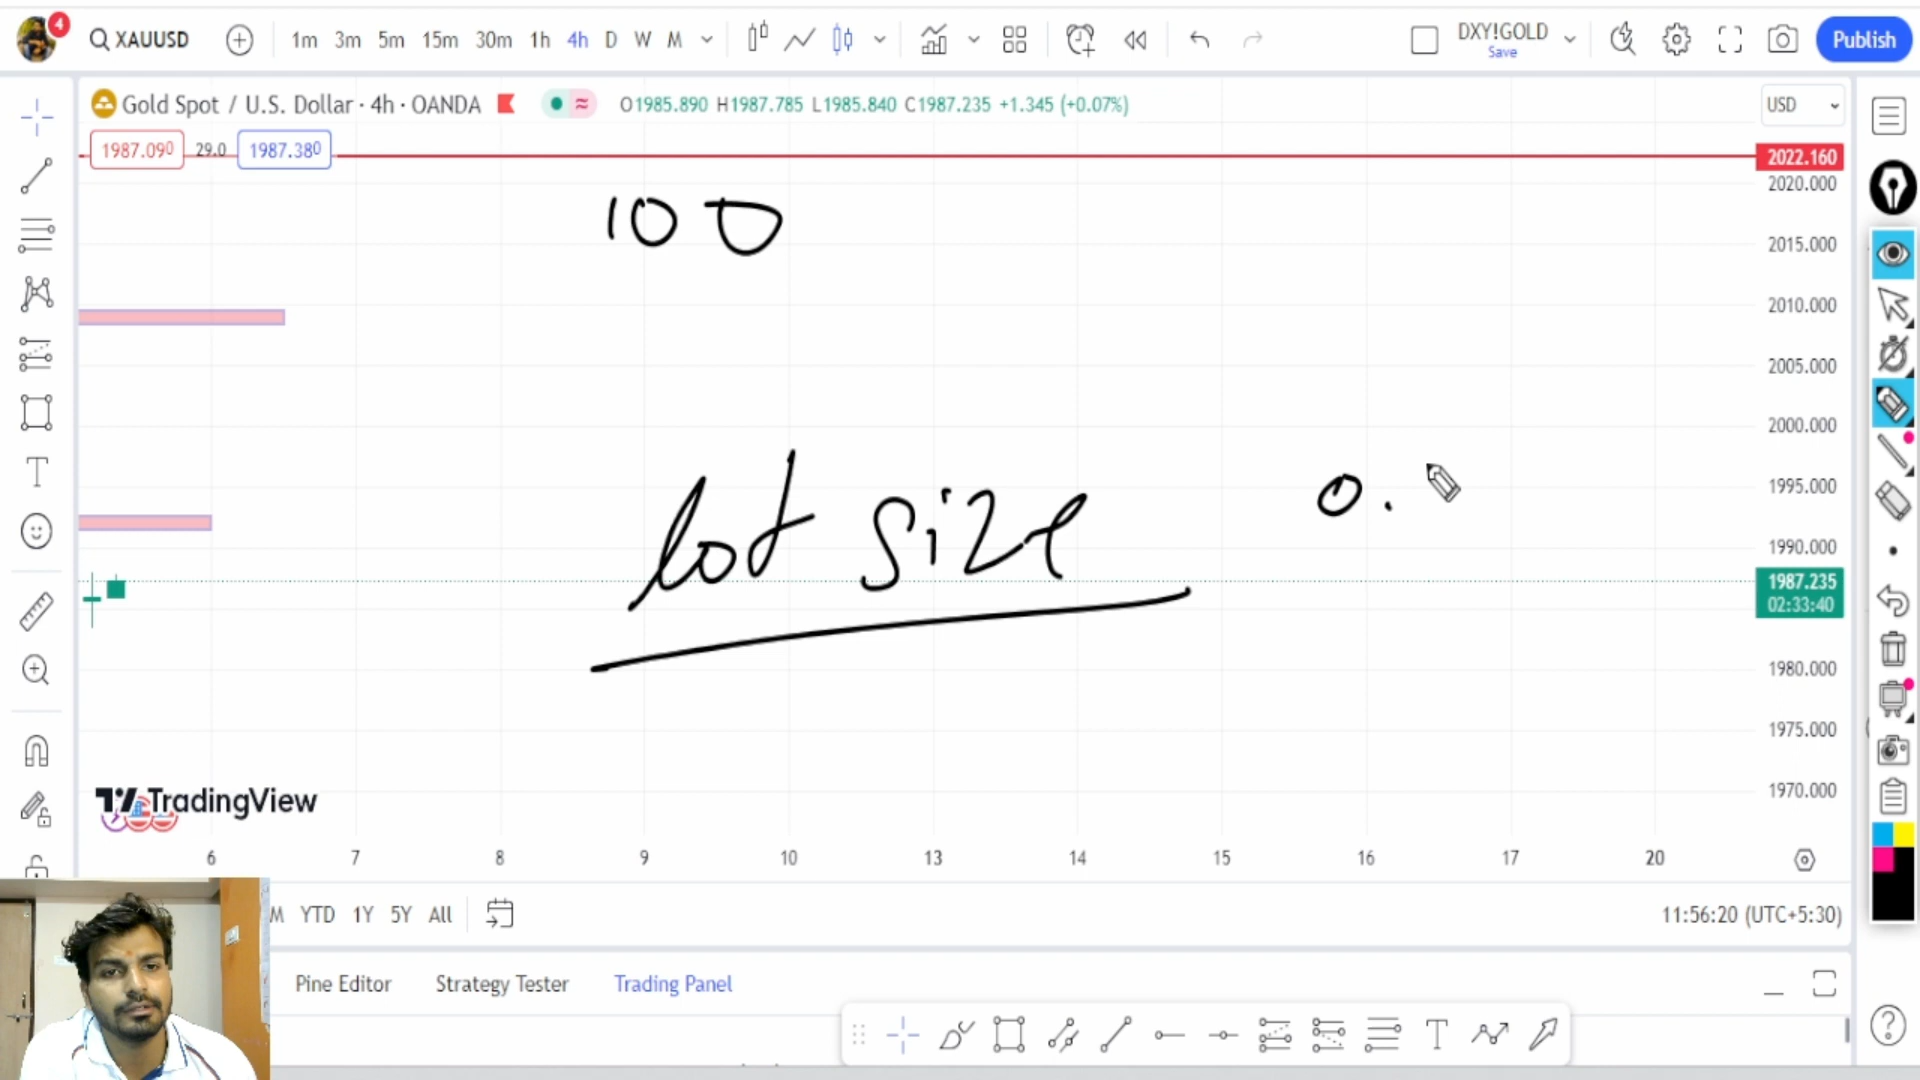 4 XAUUSD 1m 3m 5m 15m 30m 1h 4h D W M DXY!GOLD Save Publish
Gold Spot / U.S. Dollar · 4h · OANDA O1985.890 H1987.785 L1985.840 C1987.235 +1.345 (+0.07%) USD
1987.090 29.0 1987.380
2022.160
2020.000
100
2015.000
2010.000
2005.000
2000.000
1995.000
lot size 0.
1990.000
1987.235
02:33:40
1980.000
1975.000
1970.000
TradingView
6 7 8 9 10 13 14 15 16 17 20
M YTD 1Y 5Y All 11:56:20 (UTC+5:30)
Pine Editor Strategy Tester Trading Panel